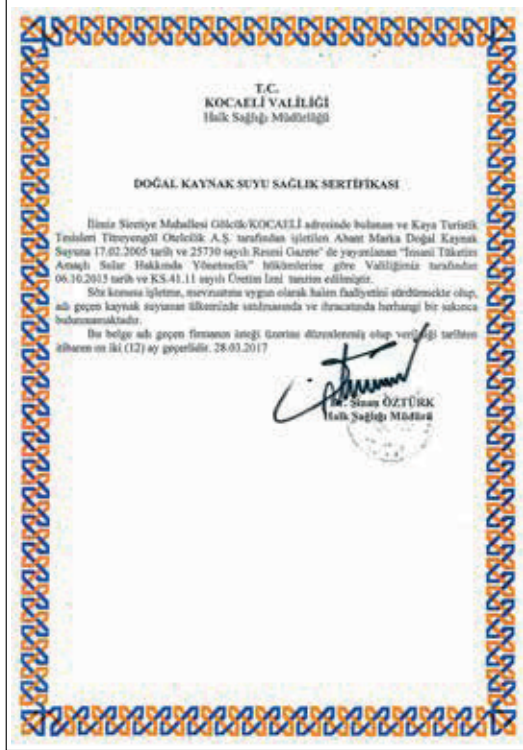 T.C.
KOCAELİ VALİLİĞİ
Halk Sağlığı Müdürlüğü
DOĞAL KAYNAK SUYU SAĞLIK SERTİFİKASI
İlimiz Mahallesi Gölcük/KOCAELİ adresinde bulunan ve Kaya Turistik
Tesisleri Titreyengöl Otelcilik A.Ş. tarafından işletilen Abant Marka Doğal Kaynak
Suyuna 17.02.2005 tarih ve 25730 sayılı Resmi Gazete' de yayımlanan "İnsani Tüketim
Amaçlı Sular Hakkında Yönetmelik" hükümlerine göre Valiliğimiz tarafından
06.10.2015 tarih ve KS.41.11 sayılı Üretim İzni tanzim edilmiştir.
Söz konusu işletme, mevzuatına uygun olarak halen faaliyetini sürdürmekte olup,
adı geçen kaynak suyunun ülkemizde satılmasında ve ihracatında herhangi bir sakınca
bulunmamaktadır.
Bu belge adı geçen firmanın isteği üzerine düzenlenmiş olup verildiği tarihten
itibaren on iki (12) ay geçerlidir. 28.03.2017
Sinan ÖZTÜRK
Halk Sağlığı Müdürü